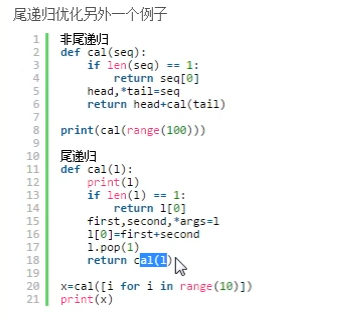 尾递归优化另外一个例子
1 非尾递归
2 def cal(seq):
3     if len(seq) == 1:
4         return seq[0]
5     head,*tail=seq
6     return head+cal(tail)
7
8 print(cal(range(100)))
9
10 尾递归
11 def cal(l):
12     print(l)
13     if len(l) == 1:
14         return l[0]
15     first,second,*args=l
16     l[0]=first+second
17     l.pop(1)
18     return cal(l)
19
20 x=cal([i for i in range(10)])
21 print(x)